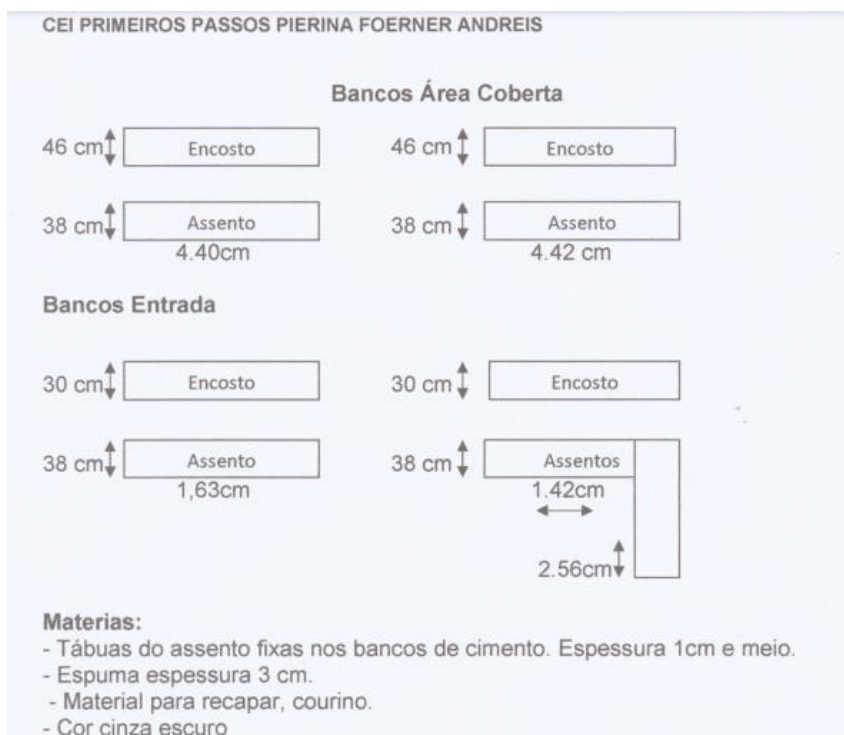 CEI PRIMEIROS PASSOS PIERINA FOERNER ANDREIS
Bancos Área Coberta
46 cm Encosto 46 cm Encosto
38 cm Assento 38 cm Assento
4.40cm 4.42 cm
Bancos Entrada
30 cm Encosto 30 cm Encosto
38 cm Assento 38 cm Assentos
1,63cm 1.42cm
2.56cm
Materias:
- Tábuas do assento fixas nos bancos de cimento. Espessura 1cm e meio.
- Espuma espessura 3 cm.
- Material para recapar, courino.
- Cor cinza escuro